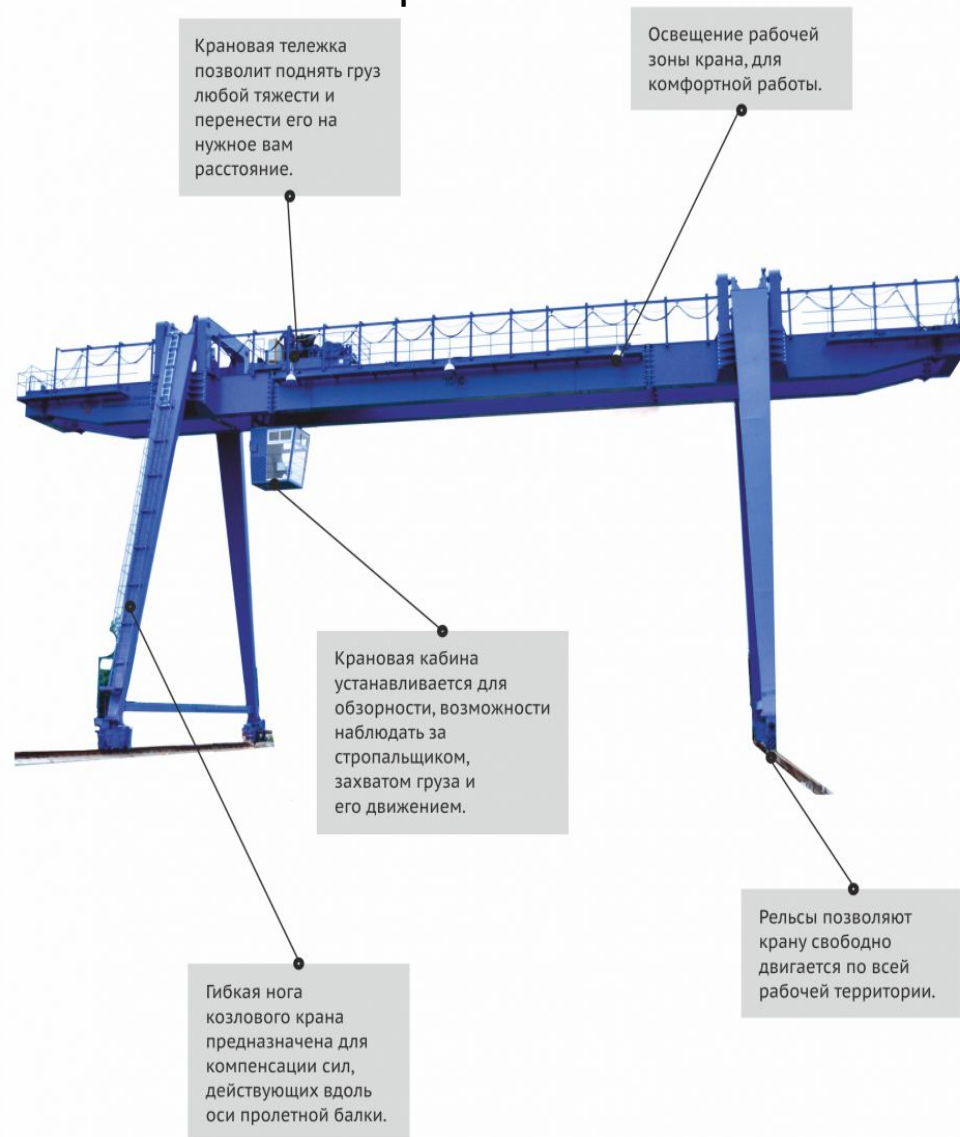 Крановая тележка
позволит поднять груз
любой тяжести и
перенести его на
нужное вам
расстояние.
Освещение рабочей
зоны крана, для
комфортной работы.
Крановая кабина
устанавливается для
обзорности, возможности
наблюдать за
стропальщиком,
захватом груза и
его движением.
Рельсы позволяют
крану свободно
двигается по всей
рабочей территории.
Гибкая нога
козлового крана
предназначена для
компенсации сил,
действующих вдоль
оси пролетной балки.